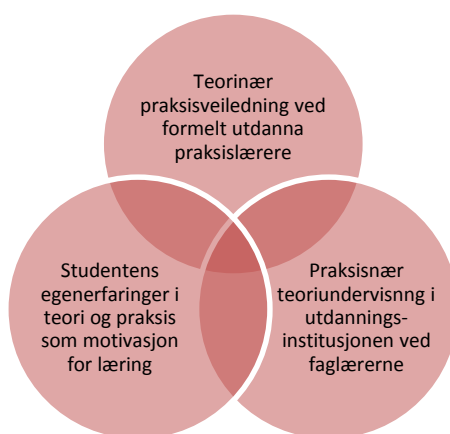 Teorinær
praksisveiledning ved
formelt utdanna
praksislærere
Studentens
egenerfaringer i
teori og praksis
som motivasjon
for læring
Praksisnær
teoriundervisnng i
utdannings-
institusjonen ved
faglærerne